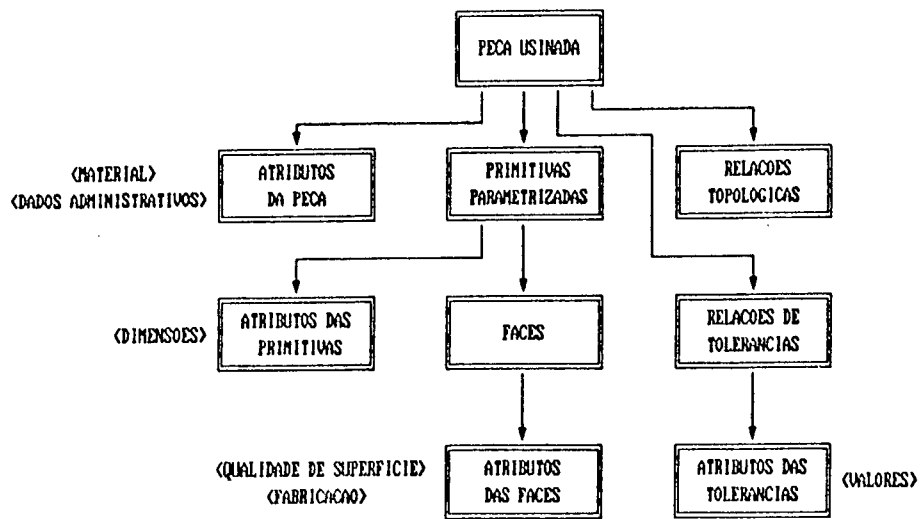 PECA USINADA
<MATERIAL>
<DADOS ADMINISTRATIVOS>
ATRIBUTOS
DA PECA
PRIMITIVAS
PARAMETRIZADAS
RELACOES
TOPOLOGICAS
<DIMENSOES>
ATRIBUTOS DAS
PRIMITIVAS
FACES
RELACOES DE
TOLERANCIAS
<QUALIDADE DE SUPERFICIE>
<FABRICACAO>
ATRIBUTOS
DAS FACES
ATRIBUTOS DAS
TOLERANCIAS
<VALORES>